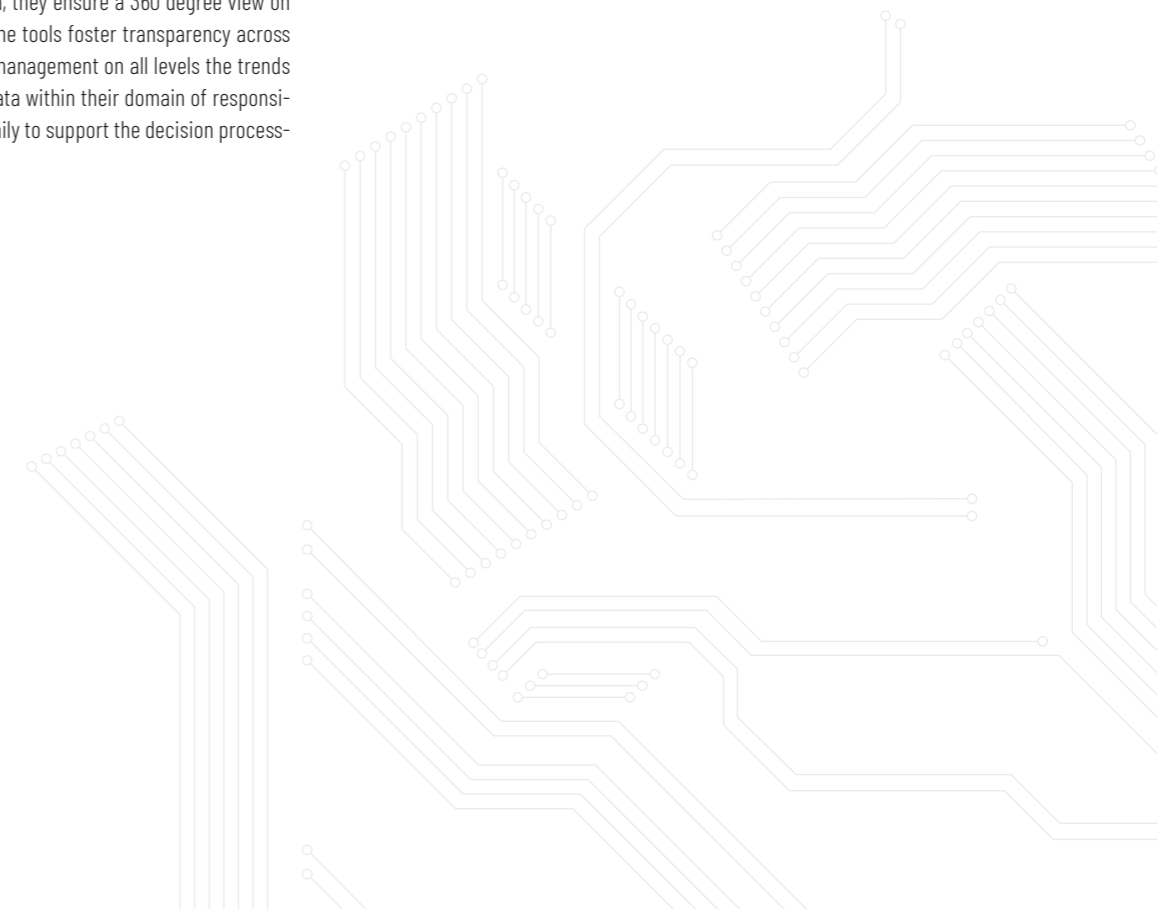 they ensure a 360 degree view on
tools foster transparency across
management on all levels the trends
within their domain of responsi-
to support the decision process-